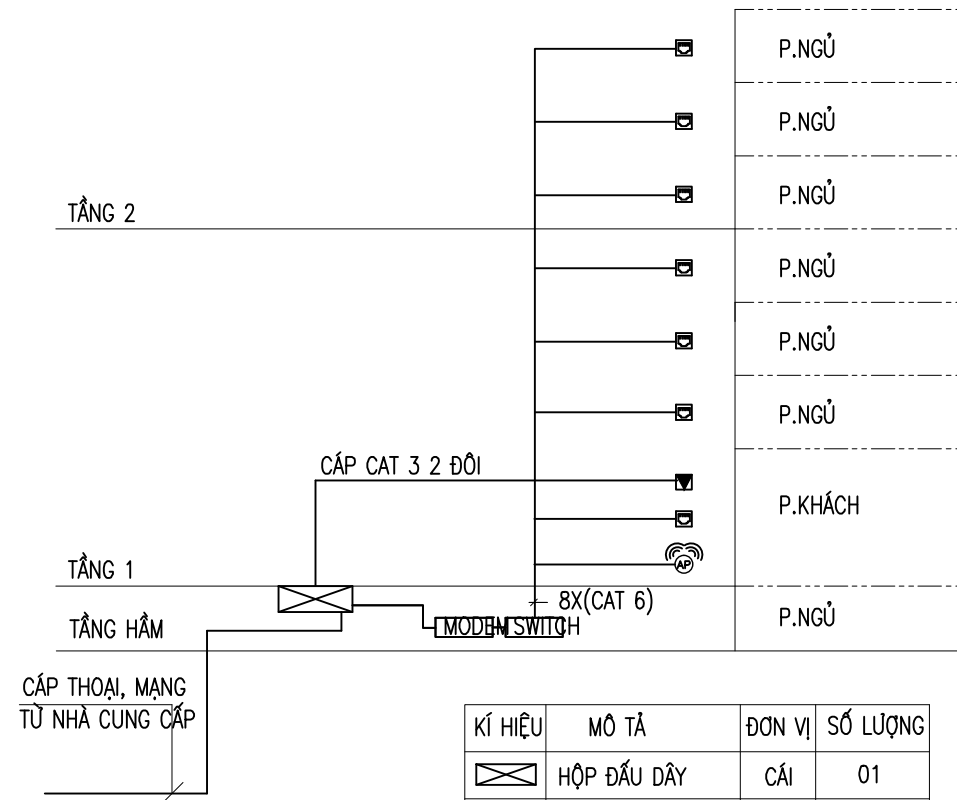 P.NGỦ
P.NGỦ
P.NGỦ
TẦNG 2
P.NGỦ
P.NGỦ
P.NGỦ
CÁP CAT 3 2 ĐÔI
P.KHÁCH
AP
TẦNG 1
8X(CAT 6)
P.NGỦ
TẦNG HẦM
MODEM SWITCH
CÁP THOẠI, MẠNG
TỪ NHÀ CUNG CẤP
KÍ HIỆU MÔ TẢ ĐƠN VỊ SỐ LƯỢNG
HỘP ĐẤU DÂY CÁI 01